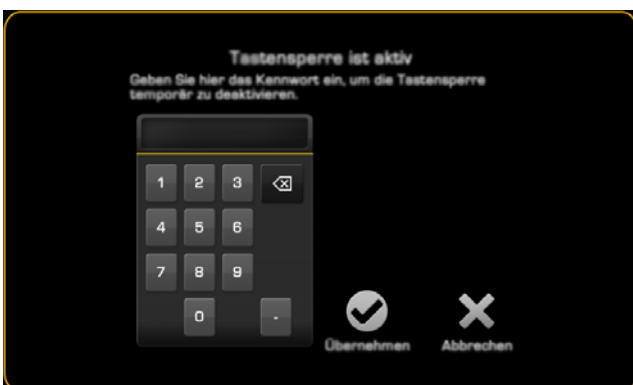 Tastensperre ist aktiv
Geben Sie hier das Kennwort ein, um die Tastensperre
temporär zu deaktivieren.
1 2 3
4 5 6
7 8 9
0 .
Übernehmen Abbrechen